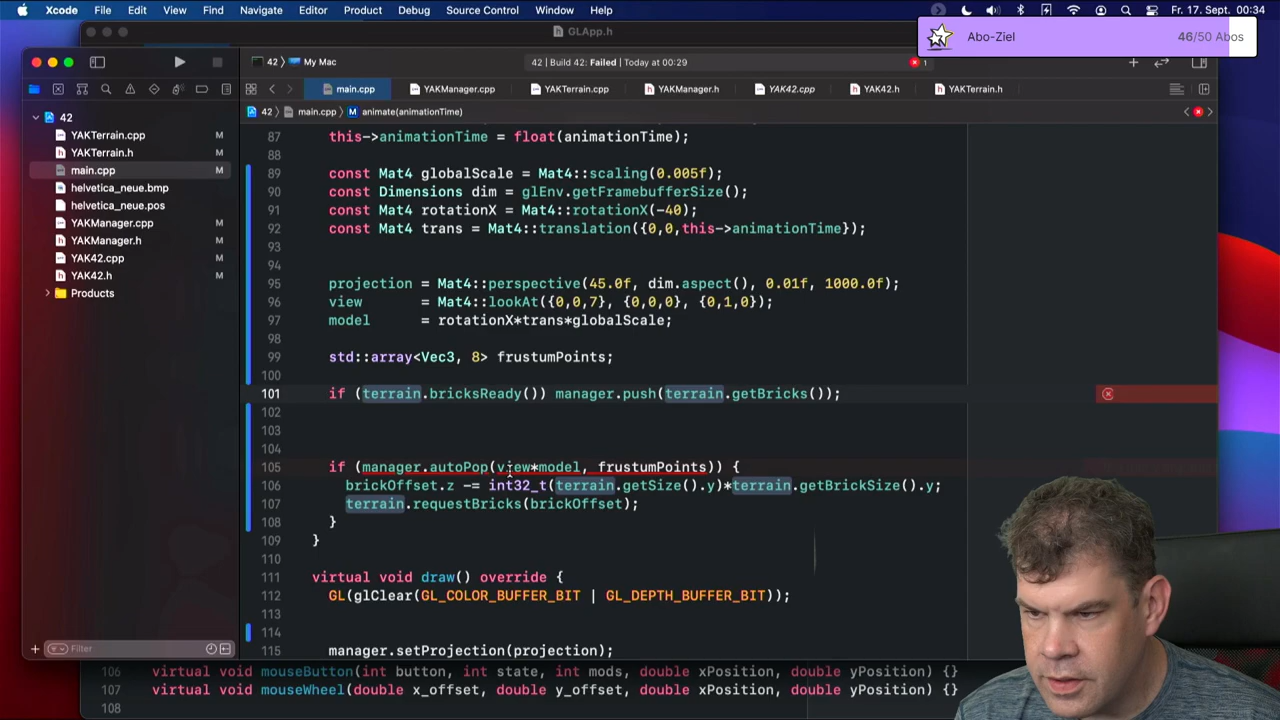 Xcode File Edit View Find Navigate Editor Product Debug Source Control Window Help Fr. 17. Sept. 00:34
GLApp.h
Abo-Ziel 46/50 Abos
42 My Mac 42 | Build 42: Failed | Today at 00:29 1
main.cpp YAKManager.cpp YAKTerrain.cpp YAKManager.h YAK42.cpp YAK42.h YAKTerrain.h
42 main.cpp M animate(animationTime)
42
YAKTerrain.cpp M
YAKTerrain.h M
main.cpp M
helvetica_neue.bmp
helvetica_neue.pos
YAKManager.cpp M
YAKManager.h M
YAK42.cpp M
YAK42.h M
Products
Filter
87 this->animationTime = float(animationTime);
88
89 const Mat4 globalScale = Mat4::scaling(0.005f);
90 const Dimensions dim = glEnv.getFramebufferSize();
91 const Mat4 rotationX = Mat4::rotationX(-40);
92 const Mat4 trans = Mat4::translation({0,0,this->animationTime});
93
94
95 projection = Mat4::perspective(45.0f, dim.aspect(), 0.01f, 1000.0f);
96 view = Mat4::lookAt({0,0,7}, {0,0,0}, {0,1,0});
97 model = rotationX*trans*globalScale;
98
99 std::array<Vec3, 8> frustumPoints;
100
101 if (terrain.bricksReady()) manager.push(terrain.getBricks());
102
103
104
105 if (manager.autoPop(view*model, frustumPoints)) {
106 brickOffset.z -= int32_t(terrain.getSize().y)*terrain.getBrickSize().y;
107 terrain.requestBricks(brickOffset);
108 }
109 }
110
111 virtual void draw() override {
112 GL(glClear(GL_COLOR_BUFFER_BIT | GL_DEPTH_BUFFER_BIT));
113
114
115 manager.setProjection(projection);
106 virtual void mouseButton(int button, int state, int mods, double xPosition, double yPosition) {}
107 virtual void mouseWheel(double x_offset, double y_offset, double xPosition, double yPosition) {}
108